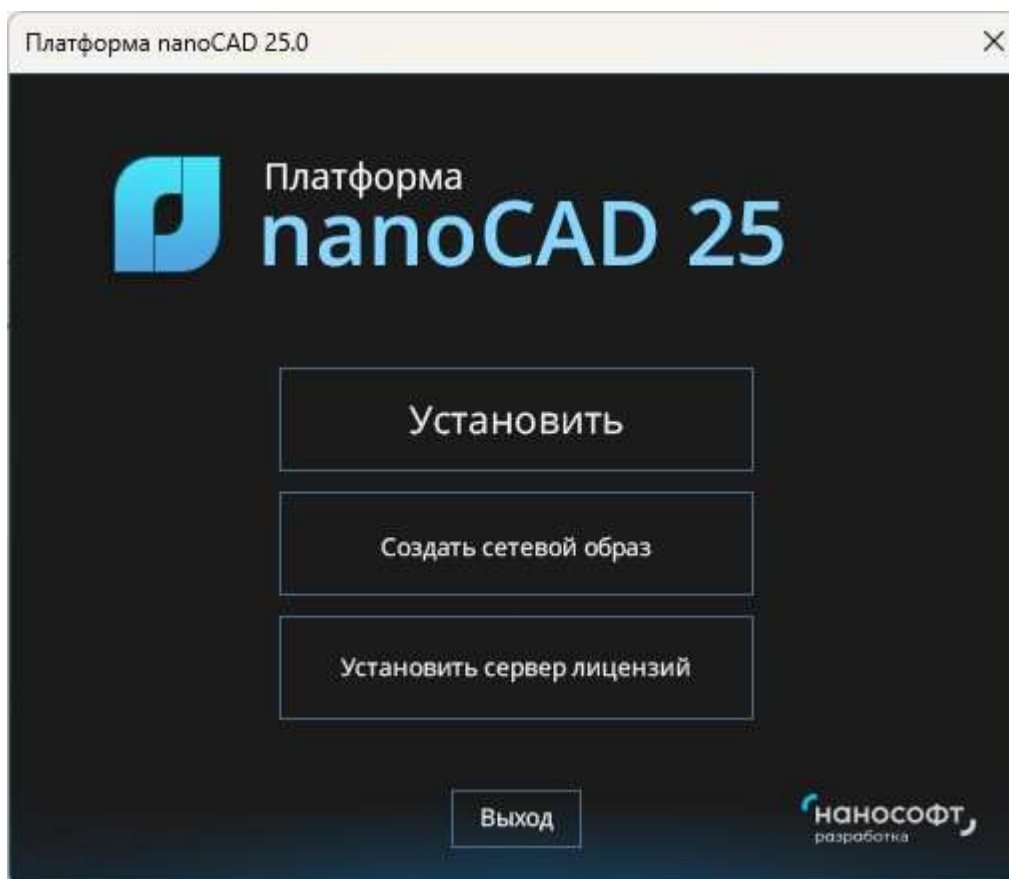 Платформа nanoCAD 25.0
Платформа
nanoCAD 25
Установить
Создать сетевой образ
Установить сервер лицензий
Выход
нанософт
разработка